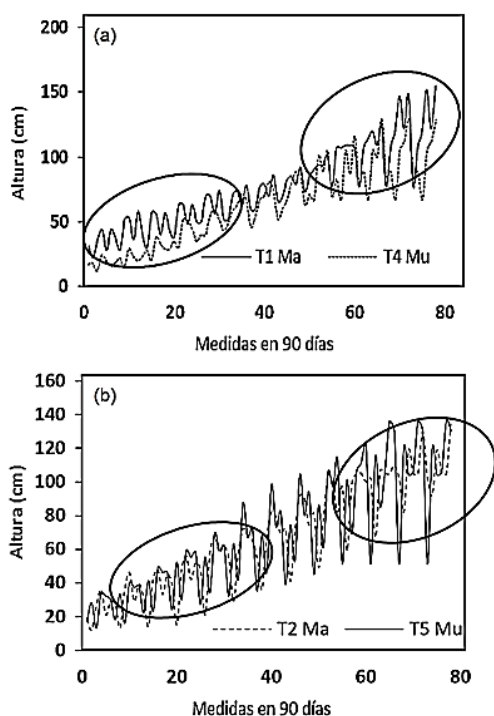 (a)
Altura (cm)
200
150
100
50
0
T1 Ma
T4 Mu
0 20 40 60 80
Medidas en 90 días
(b)
Altura (cm)
160
140
120
100
80
60
40
20
0
T2 Ma
T5 Mu
0 20 40 60 80
Medidas en 90 días